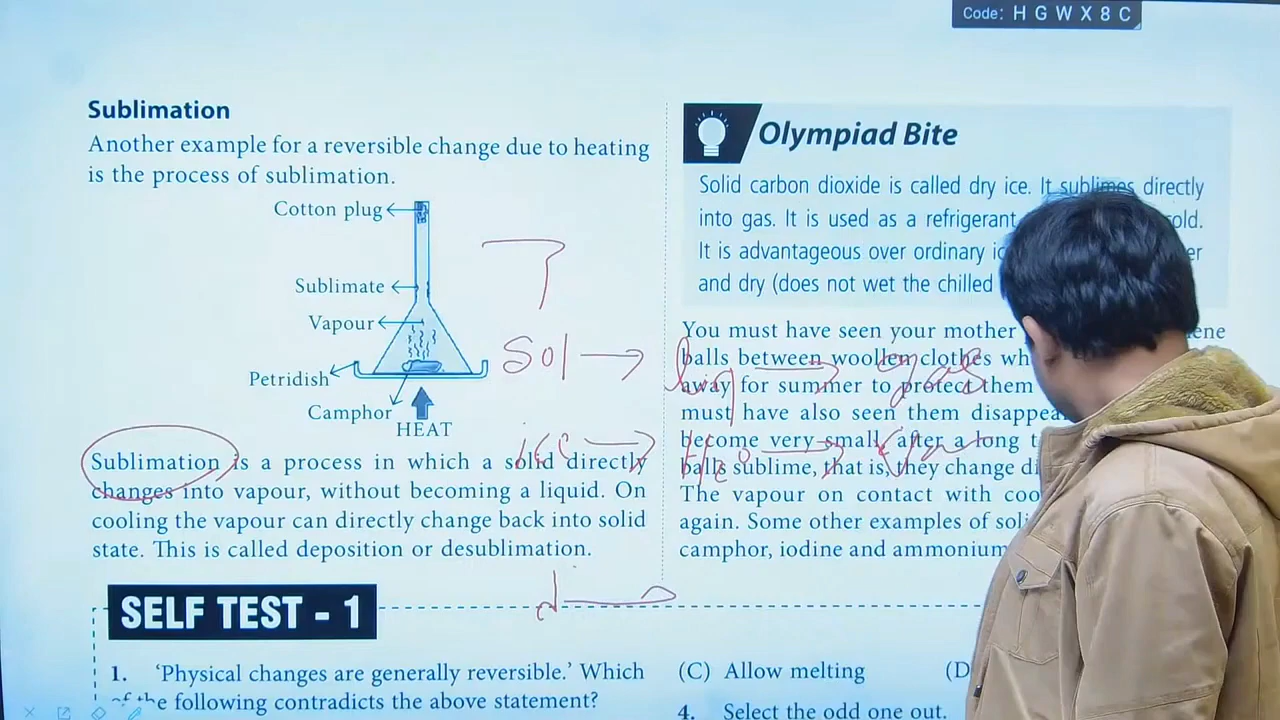 Code: H G W X 8 C
Sublimation
Another example for a reversible change due to heating
is the process of sublimation.
Cotton plug
Sublimate
Vapour
Petridish
Camphor
HEAT
Sublimation is a process in which a solid directly
changes into vapour, without becoming a liquid. On
cooling the vapour can directly change back into solid
state. This is called deposition or desublimation.
T
Sol → liq → gas
ice → H2O →
Olympiad Bite
Solid carbon dioxide is called dry ice. It sublimes directly
into gas. It is used as a refrigerant
It is advantageous over ordinary
and dry (does not wet the chilled
You must have seen your mother
balls between woollen clothes
away for summer to protect them
must have also seen them
become very small, after a long
balls sublime, that is, they change
The vapour on contact with
again. Some other examples of
camphor, iodine and ammonium
SELF TEST - 1
1. 'Physical changes are generally reversible.' Which
of the following contradicts the above statement?
(C) Allow melting (D
4. Select the odd one out.